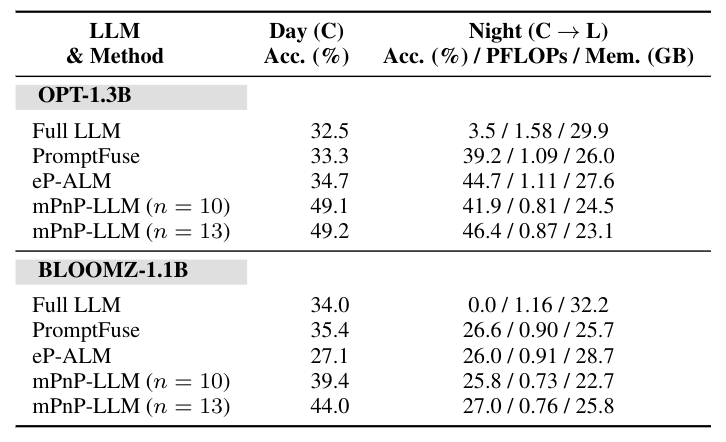 LLM Day (C) Night (C → L)
& Method Acc. (%) Acc. (%) / PFLOPs / Mem. (GB)
OPT-1.3B
Full LLM 32.5 3.5 / 1.58 / 29.9
PromptFuse 33.3 39.2 / 1.09 / 26.0
eP-ALM 34.7 44.7 / 1.11 / 27.6
mPnP-LLM (n = 10) 49.1 41.9 / 0.81 / 24.5
mPnP-LLM (n = 13) 49.2 46.4 / 0.87 / 23.1
BLOOMZ-1.1B
Full LLM 34.0 0.0 / 1.16 / 32.2
PromptFuse 35.4 26.6 / 0.90 / 25.7
eP-ALM 27.1 26.0 / 0.91 / 28.7
mPnP-LLM (n = 10) 39.4 25.8 / 0.73 / 22.7
mPnP-LLM (n = 13) 44.0 27.0 / 0.76 / 25.8